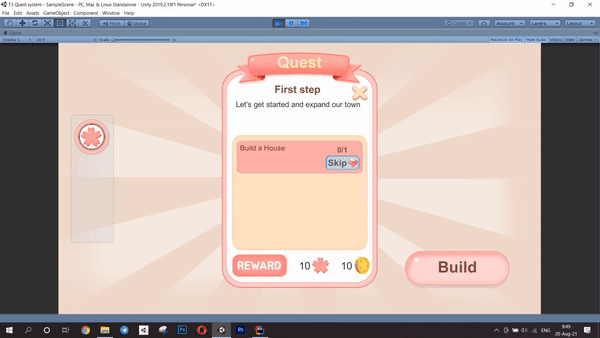 T3 Quest system - SampleScene - PC, Mac & Linux Standalone - Unity 2019.2.19f1 Personal* <DX11>
File Edit Assets GameObject Component Window Help
Pivot Global Collab Account Layers Layout
Game
Display 1 16:9 Scale 1x Maximize On Play Mute Audio VSync Stats Gizmos
Quest
First step
Let's get started and expand our town
Build a House 0/1
Skip
REWARD 10 10
Build
9:49
ENG
20-Aug-21